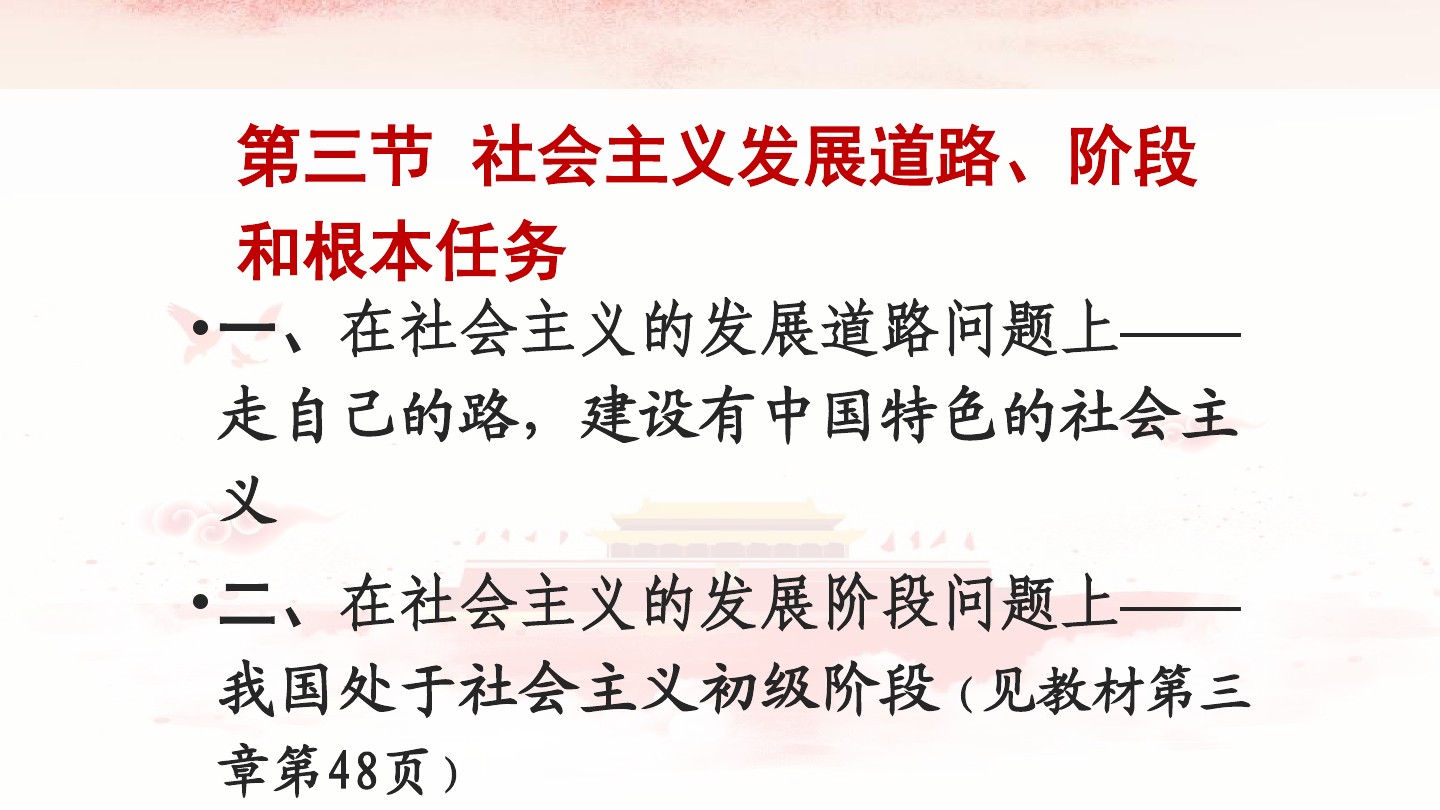 第三节 社会主义发展道路、阶段
和根本任务
•一、在社会主义的发展道路问题上——
走自己的路，建设有中国特色的社会主
义
•二、在社会主义的发展阶段问题上——
我国处于社会主义初级阶段（见教材第三
章第48页）